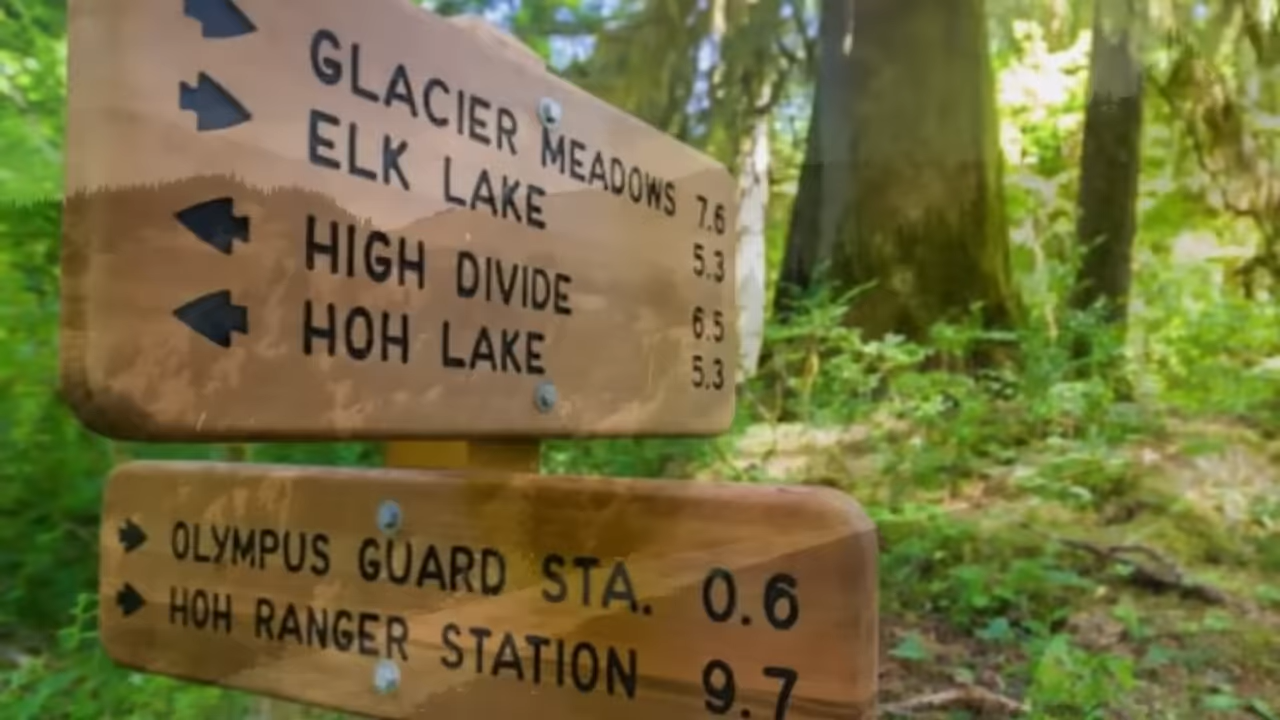 GLACIER MEADOWS 7.6
ELK LAKE 5.3
HIGH DIVIDE 6.5
HOH LAKE 5.3
OLYMPUS GUARD STA. 0.6
HOH RANGER STATION 9.7